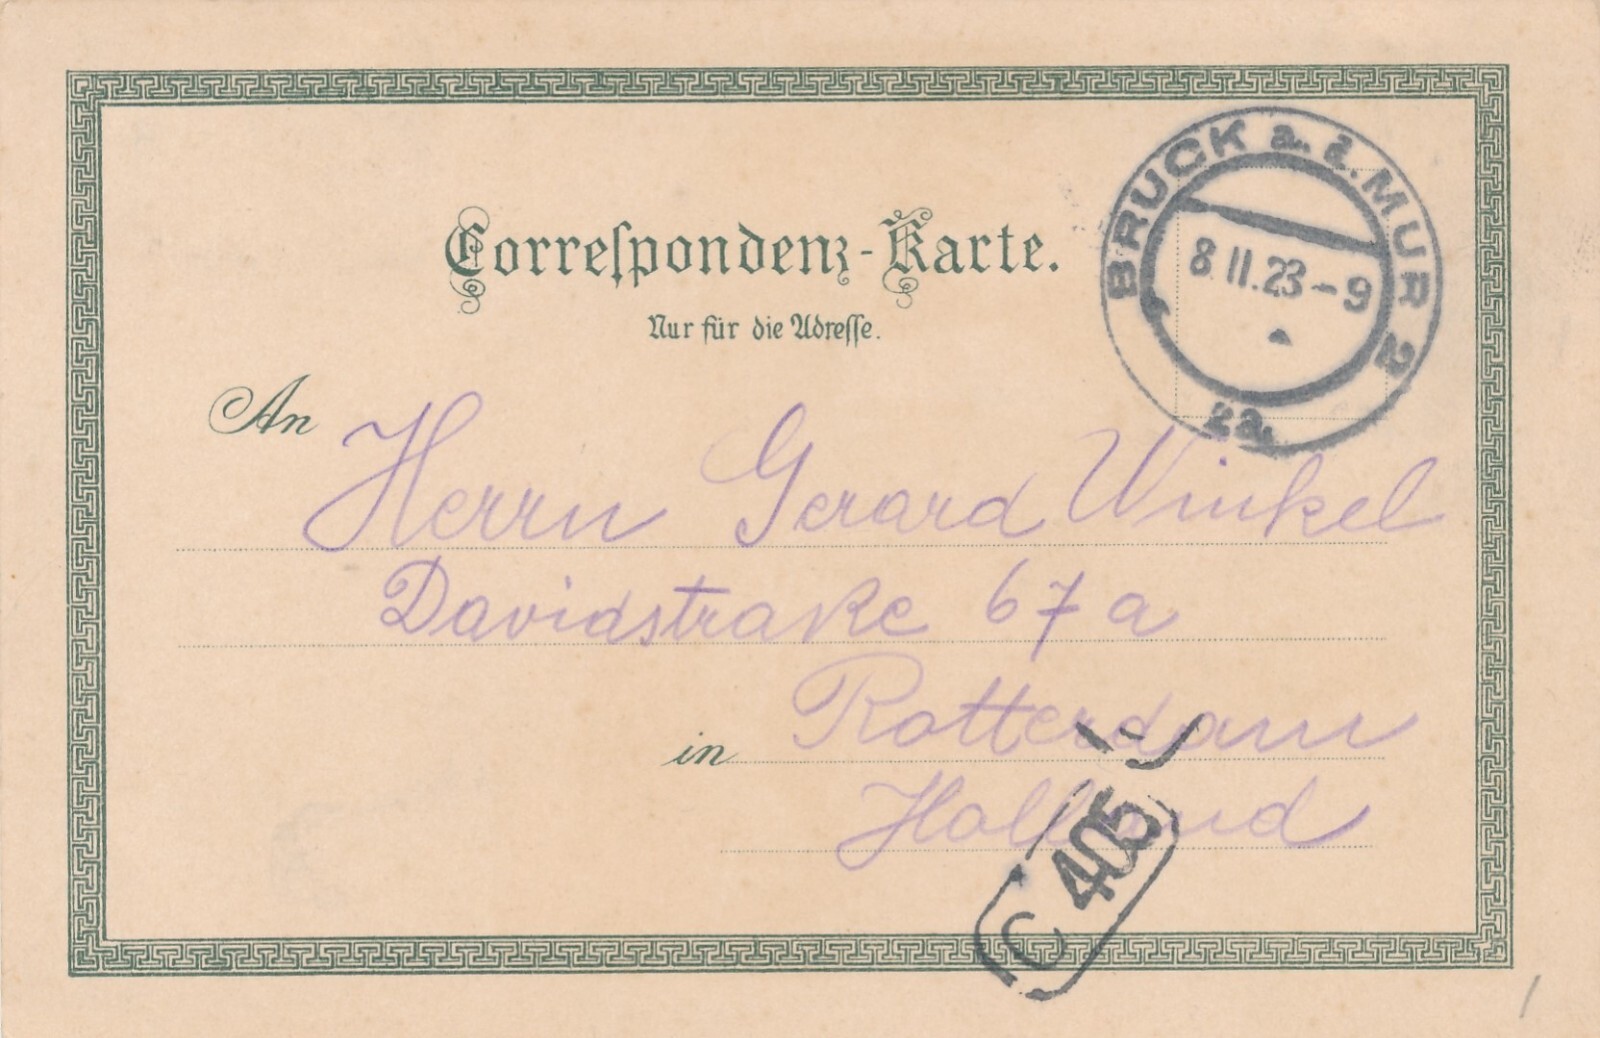 Correspondenz-Karte.
Nur für die Adresse.
BRUCK a. d. MUR 2
8.II.23-9
2a
An Herrn Gerard Winkel
Davidstraße 67a
in Rotterdam
Holland
C 405